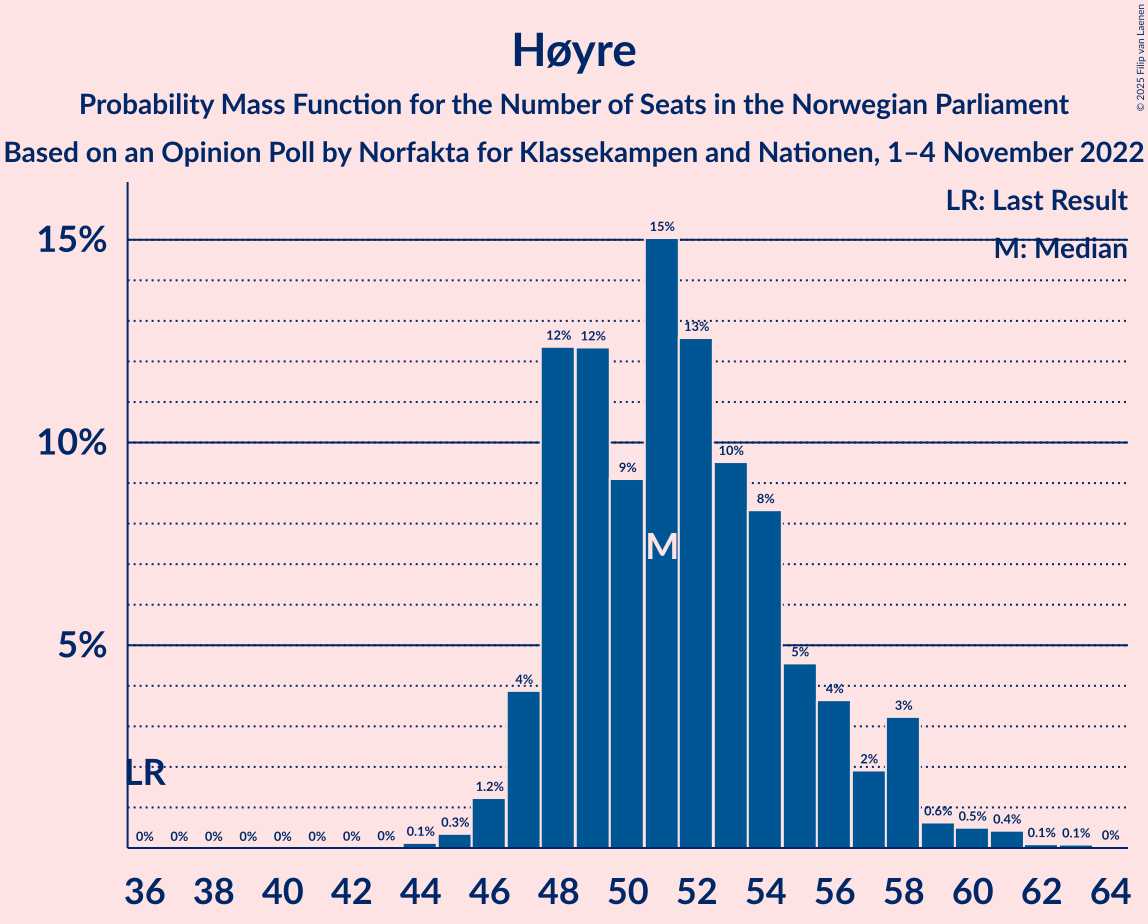 Høyre
Probability Mass Function for the Number of Seats in the Norwegian Parliament
Based on an Opinion Poll by Norfakta for Klassekampen and Nationen, 1–4 November 2022
© 2025 Filip van Laenen
LR: Last Result
M: Median
15%
10%
5%
15%
12% 12% 13%
9% 10%
8%
M
4% 5% 4%
3%
2%
LR
1.2%
0% 0% 0% 0% 0% 0% 0% 0% 0.1% 0.3% 0.6% 0.5% 0.4% 0.1% 0.1% 0%
36 38 40 42 44 46 48 50 52 54 56 58 60 62 64